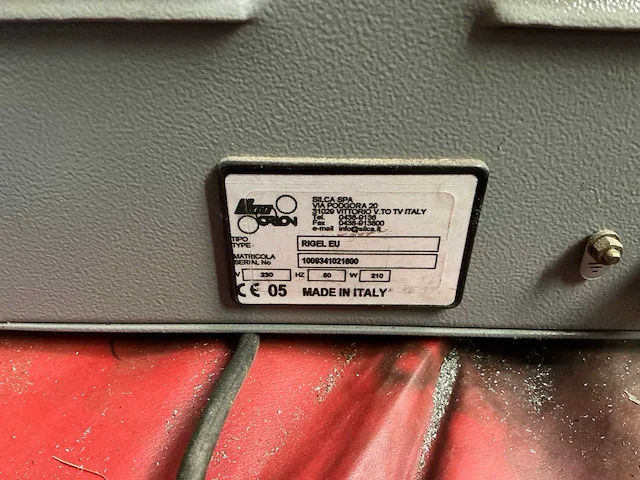 ORION
SILCA SPA
VIA PODGORA 20
31029 VITTORIO V.TO TV ITALY
Tel. 0438-9136
Fax 0438-913800
e-mail info@silca.it
TIPO
TYPE RIGEL EU
MATRICOLA
SERIAL No 1009341021800
V 230 HZ 50 W 210
CE 05 MADE IN ITALY